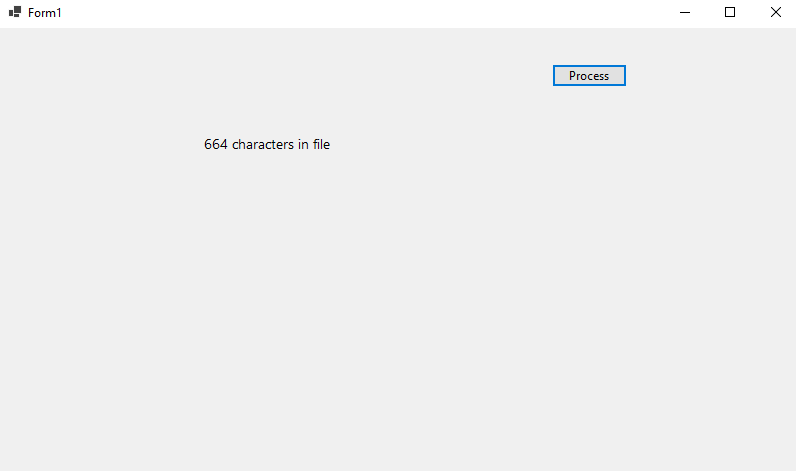 Form1
Process
664 characters in file